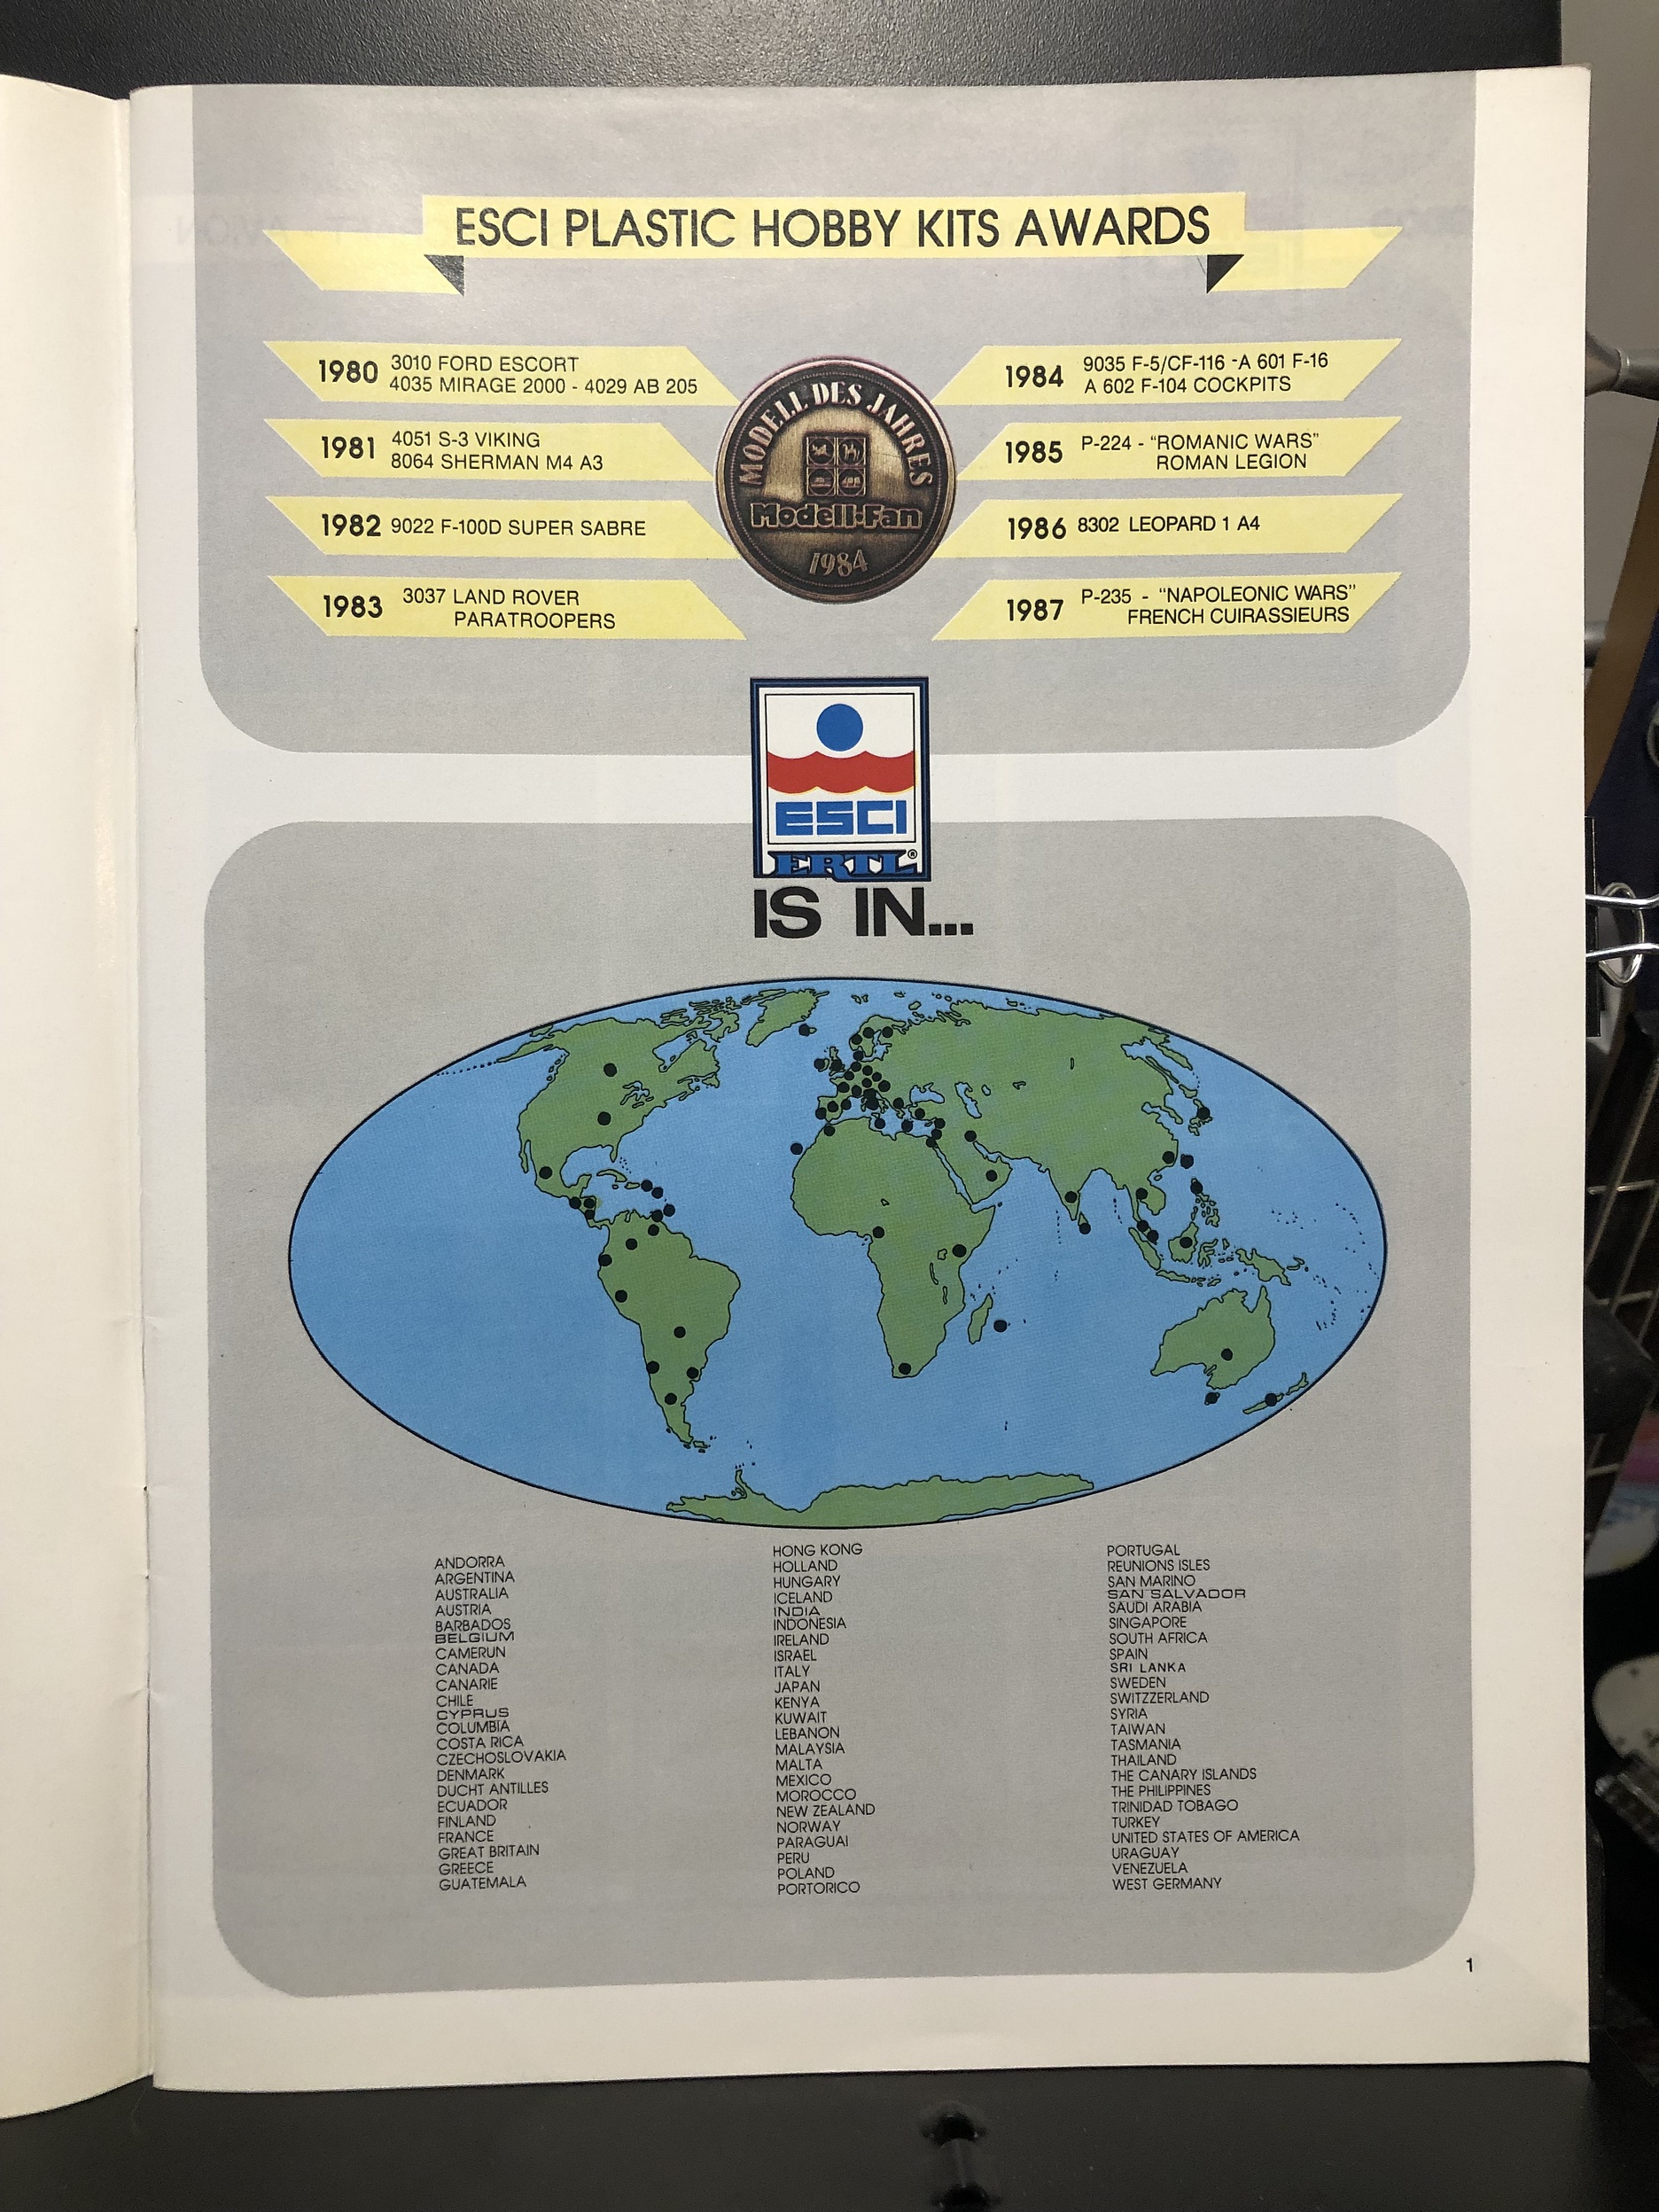 ESCI PLASTIC HOBBY KITS AWARDS
1980 3010 FORD ESCORT
4035 MIRAGE 2000 - 4029 AB 205
1981 4051 S-3 VIKING
8064 SHERMAN M4 A3
1982 9022 F-100D SUPER SABRE
1983 3037 LAND ROVER
PARATROOPERS
MODELL DES JAHRES
Modell-Fan
1984
1984 9035 F-5/CF-116 -A 601 F-16
A 602 F-104 COCKPITS
1985 P-224 - “ROMANIC WARS”
ROMAN LEGION
1986 8302 LEOPARD 1 A4
1987 P-235 - “NAPOLEONIC WARS”
FRENCH CUIRASSIEURS
ESCI
ERTL®
IS IN...
ANDORRA
ARGENTINA
AUSTRALIA
AUSTRIA
BARBADOS
BELGIUM
CAMERUN
CANADA
CANARIE
CHILE
CYPRUS
COLUMBIA
COSTA RICA
CZECHOSLOVAKIA
DENMARK
DUCHT ANTILLES
ECUADOR
FINLAND
FRANCE
GREAT BRITAIN
GREECE
GUATEMALA
HONG KONG
HOLLAND
HUNGARY
ICELAND
INDIA
INDONESIA
IRELAND
ISRAEL
ITALY
JAPAN
KENYA
KUWAIT
LEBANON
MALAYSIA
MALTA
MEXICO
MOROCCO
NEW ZEALAND
NORWAY
PARAGUAI
PERU
POLAND
PORTORICO
PORTUGAL
REUNIONS ISLES
SAN MARINO
SAN SALVADOR
SAUDI ARABIA
SINGAPORE
SOUTH AFRICA
SPAIN
SRI LANKA
SWEDEN
SWITZZERLAND
SYRIA
TAIWAN
TASMANIA
THAILAND
THE CANARY ISLANDS
THE PHILIPPINES
TRINIDAD TOBAGO
TURKEY
UNITED STATES OF AMERICA
URAGUAY
VENEZUELA
WEST GERMANY
1